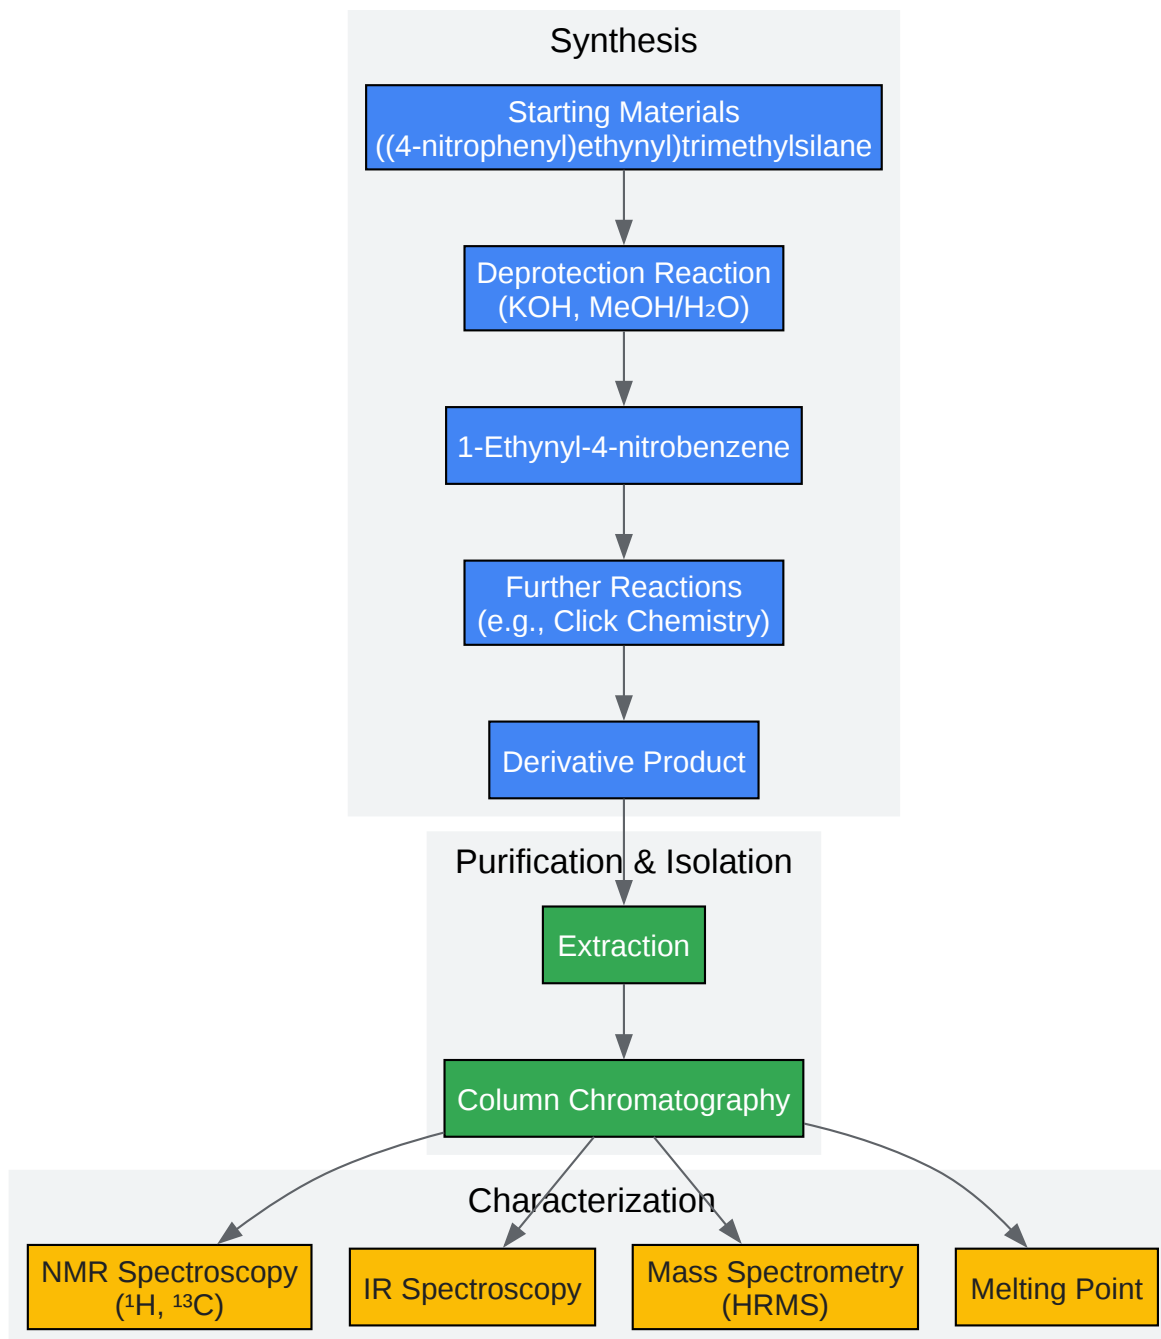 Synthesis
Starting Materials
((4-nitrophenyl)ethynyl)trimethylsilane
Deprotection Reaction
(KOH, MeOH/H₂O)
1-Ethynyl-4-nitrobenzene
Further Reactions
(e.g., Click Chemistry)
Derivative Product
Purification & Isolation
Extraction
Column Chromatography
Characterization
NMR Spectroscopy
(¹H, ¹³C)
IR Spectroscopy
Mass Spectrometry
(HRMS)
Melting Point